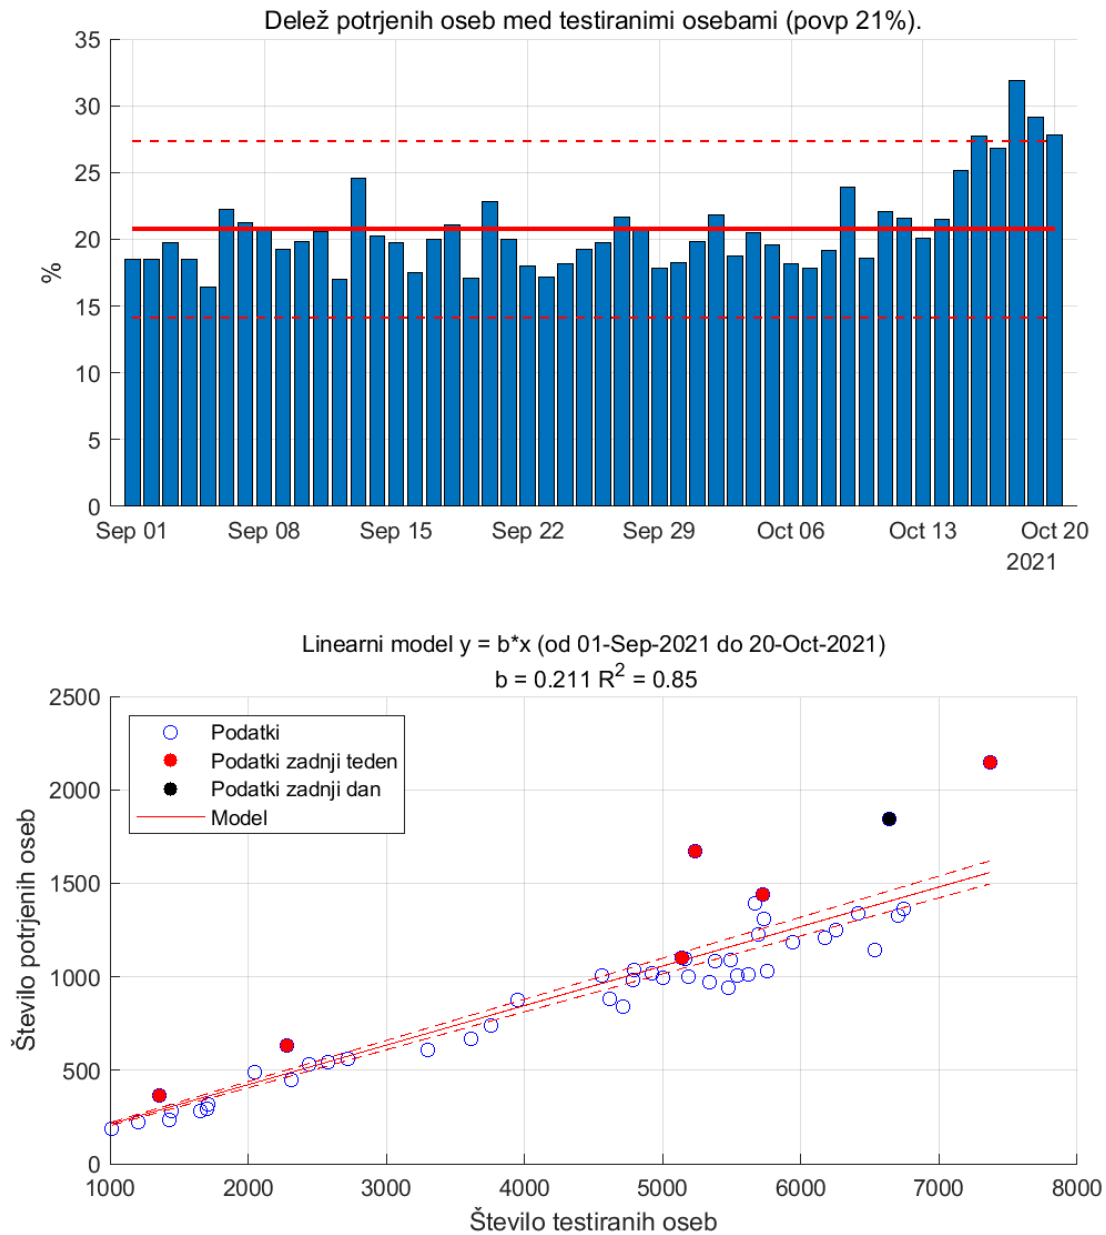 Delež potrjenih oseb med testiranimi osebami (povp 21%).
35
30
25
20
15
10
5
0
%
Sep 01 Sep 08 Sep 15 Sep 22 Sep 29 Oct 06 Oct 13 Oct 20
2021
Linearni model y = b*x (od 01-Sep-2021 do 20-Oct-2021)
b = 0.211 R² = 0.85
2500
2000
1500
1000
500
0
Število potrjenih oseb
Podatki
Podatki zadnji teden
Podatki zadnji dan
Model
1000 2000 3000 4000 5000 6000 7000 8000
Število testiranih oseb